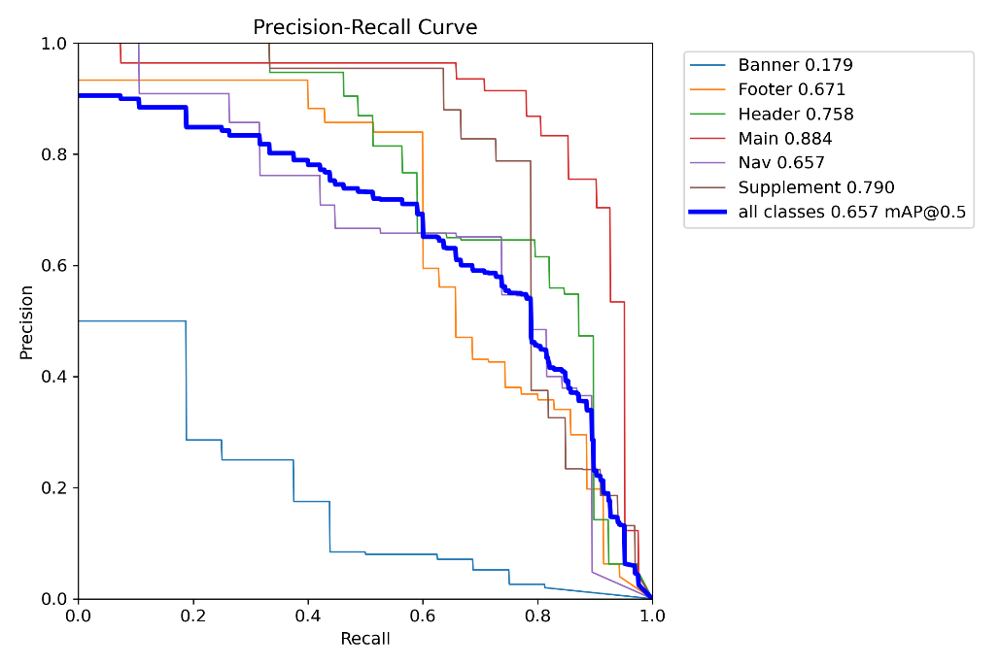 Precision-Recall Curve
1.0
0.8
0.6
0.4
0.2
0.0
Precision
0.0 0.2 0.4 0.6 0.8 1.0
Recall
Banner 0.179
Footer 0.671
Header 0.758
Main 0.884
Nav 0.657
Supplement 0.790
all classes 0.657 mAP@0.5